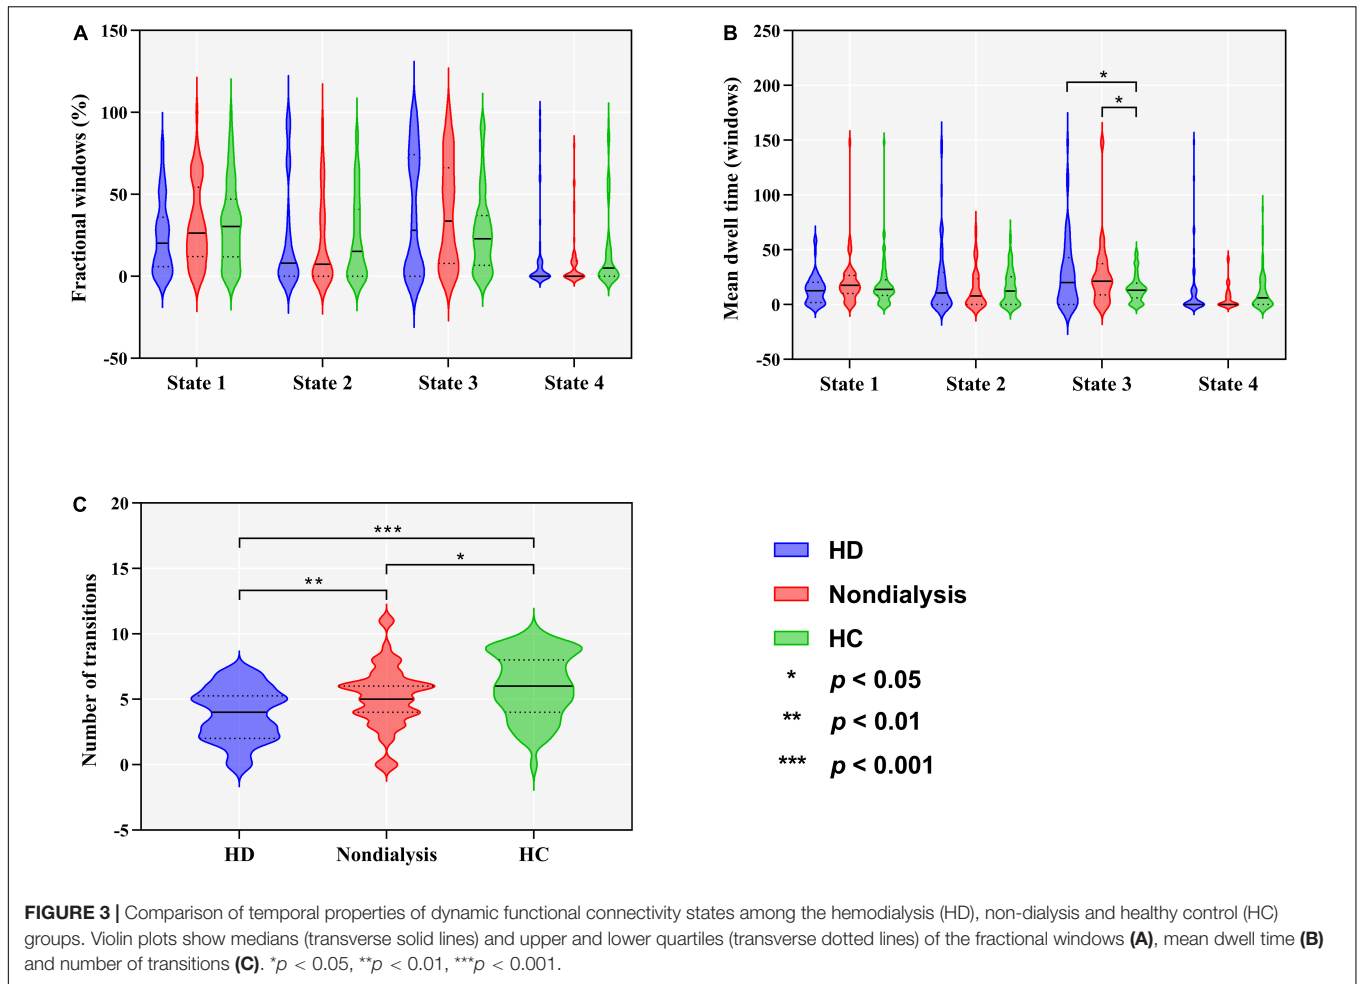 A
Fractional windows (%)
150
100
50
0
-50
State 1 State 2 State 3 State 4
B
Mean dwell time (windows)
250
200
150
100
50
0
-50
*
*
State 1 State 2 State 3 State 4
C
Number of transitions
20
15
10
5
0
-5
***
*
**
HD Nondialysis HC
HD
Nondialysis
HC
* p < 0.05
** p < 0.01
*** p < 0.001
FIGURE 3 | Comparison of temporal properties of dynamic functional connectivity states among the hemodialysis (HD), non-dialysis and healthy control (HC)
groups. Violin plots show medians (transverse solid lines) and upper and lower quartiles (transverse dotted lines) of the fractional windows (A), mean dwell time (B)
and number of transitions (C). *p < 0.05, **p < 0.01, ***p < 0.001.